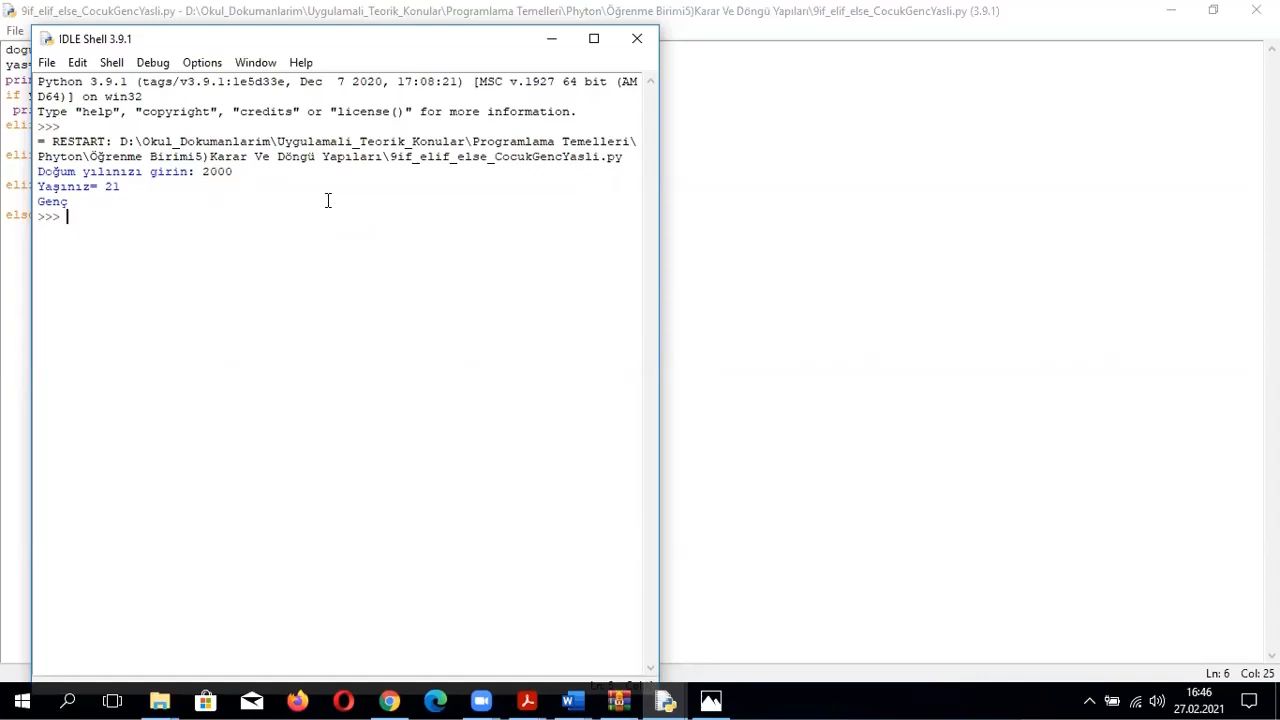 9if_elif_else_CocukGencYasli.py - D:\Okul_Dokumanlarim\Uygulamali_Teorik_Konular\Programlama Temelleri\Phyton\Öğrenme Birimi5)Karar Ve Döngü Yapıları\9if_elif_else_CocukGencYasli.py (3.9.1)
File
IDLE Shell 3.9.1
File Edit Shell Debug Options Window Help
Python 3.9.1 (tags/v3.9.1:1e5d33e, Dec 7 2020, 17:08:21) [MSC v.1927 64 bit (AM
D64)] on win32
Type "help", "copyright", "credits" or "license()" for more information.
>>>
= RESTART: D:\Okul_Dokumanlarim\Uygulamali_Teorik_Konular\Programlama Temelleri\
Phyton\Öğrenme Birimi5)Karar Ve Döngü Yapıları\9if_elif_else_CocukGencYasli.py
Doğum yılınızı girin: 2000
Yaşınız= 21
Genç
>>>
yas=
if
Ln: 6 Col: 25
16:46
27.02.2021